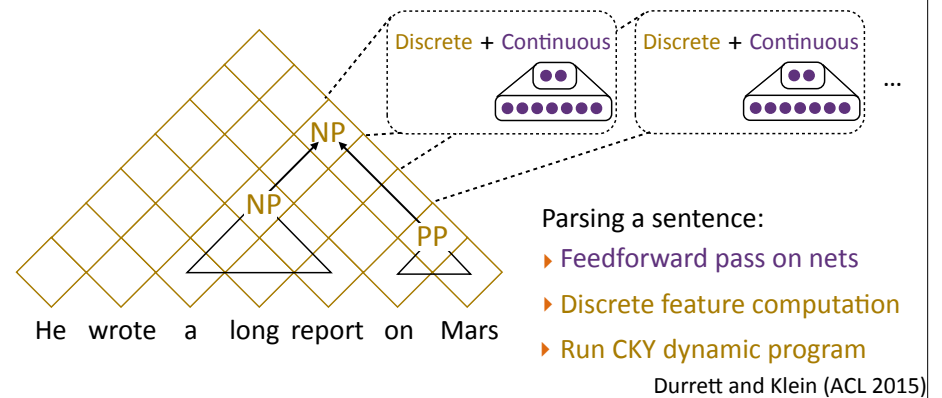 Discrete + Continuous
Discrete + Continuous
...
NP
NP
PP
He wrote a long report on Mars
Parsing a sentence:
Feedforward pass on nets
Discrete feature computation
Run CKY dynamic program
Durrett and Klein (ACL 2015)